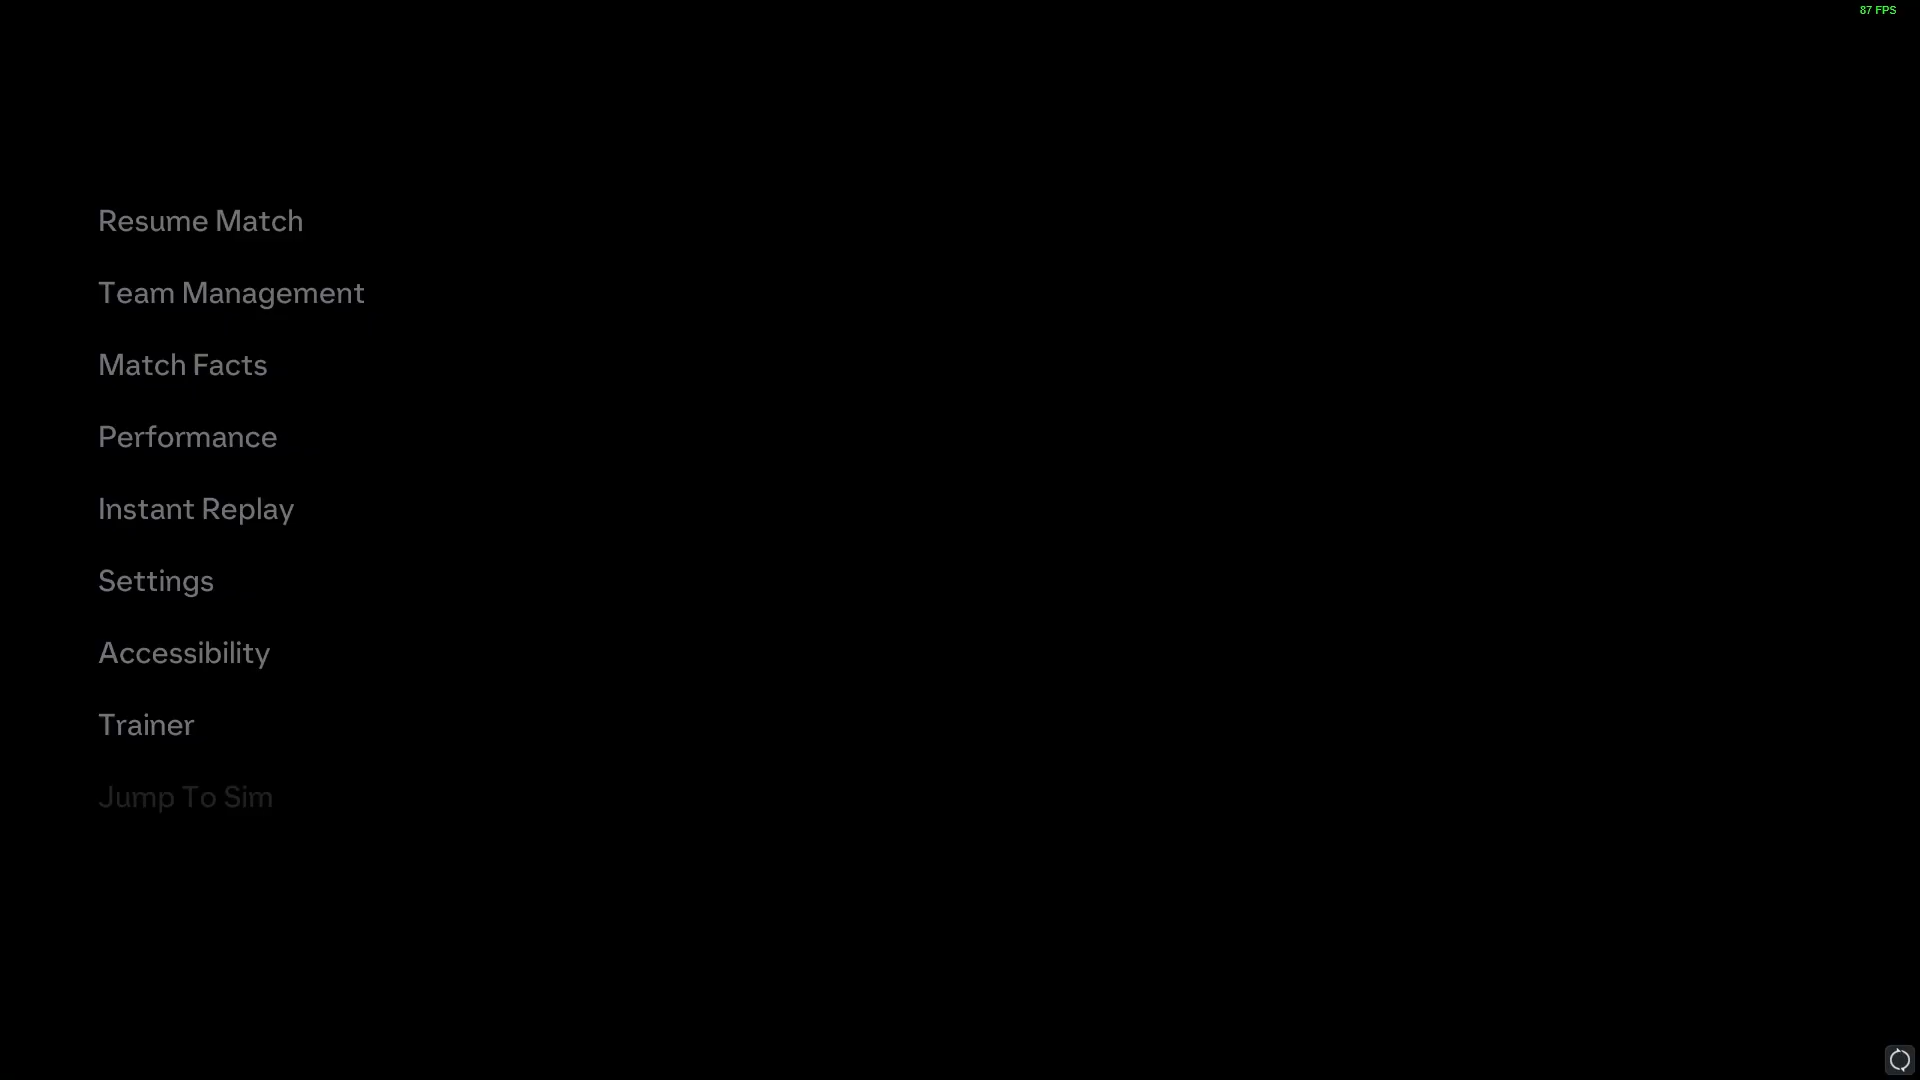 87 FPS
Resume Match
Team Management
Match Facts
Performance
Instant Replay
Settings
Accessibility
Trainer
Jump To Sim